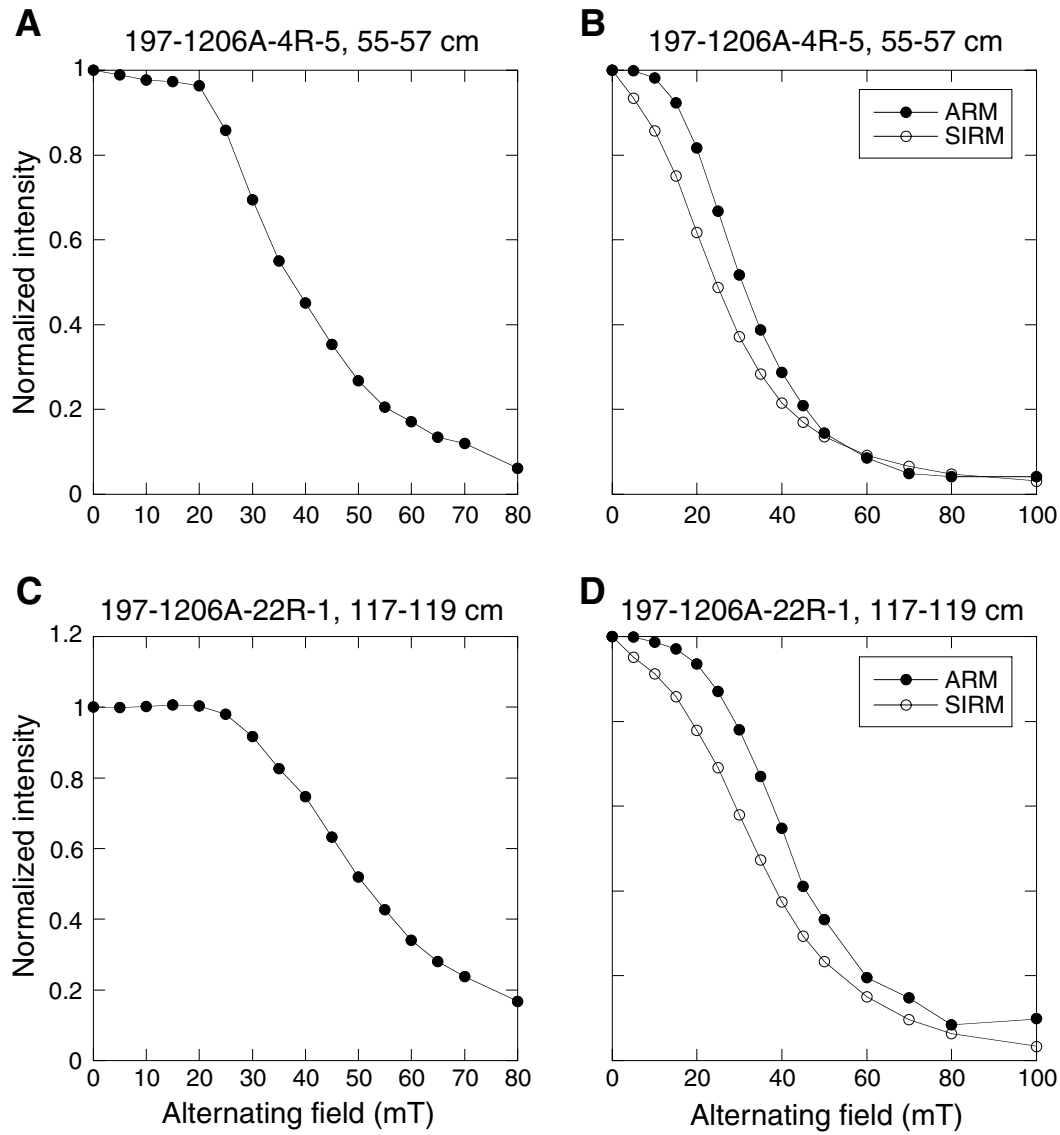 A
197-1206A-4R-5, 55-57 cm
1
0.8
0.6
0.4
0.2
0
Normalized intensity
0 10 20 30 40 50 60 70 80
B
197-1206A-4R-5, 55-57 cm
ARM
SIRM
0 20 40 60 80 100
C
197-1206A-22R-1, 117-119 cm
1.2
1
0.8
0.6
0.4
0.2
0
Normalized intensity
0 10 20 30 40 50 60 70 80
Alternating field (mT)
D
197-1206A-22R-1, 117-119 cm
ARM
SIRM
0 20 40 60 80 100
Alternating field (mT)